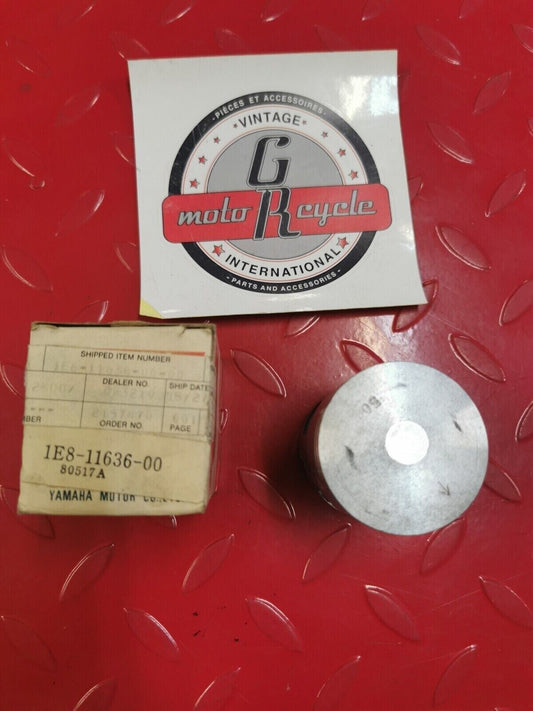 - PIÈCES ET ACCESSOIRES -
*VINTAGE*
G
moto R cycle
INTERNATIONAL
- PARTS AND ACCESSORIES -
SHIPPED ITEM NUMBER
DEALER NO.
SHIP DATE
ORDER NO.
PAGE
1E8-11636-00
80517A
YAMAHA MOTOR CO.